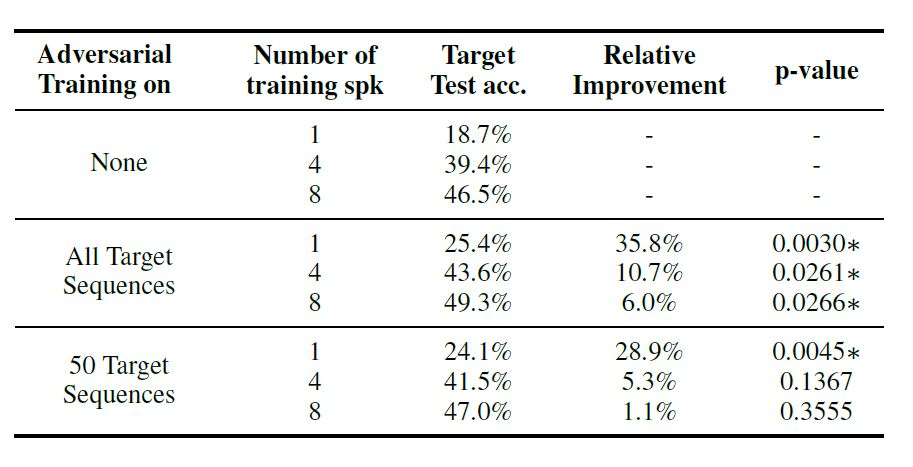 Adversarial Training on Number of training spk Target Test acc. Relative Improvement p-value
None
1 18.7% - -
4 39.4% - -
8 46.5% - -
All Target Sequences
1 25.4% 35.8% 0.0030*
4 43.6% 10.7% 0.0261*
8 49.3% 6.0% 0.0266*
50 Target Sequences
1 24.1% 28.9% 0.0045*
4 41.5% 5.3% 0.1367
8 47.0% 1.1% 0.3555